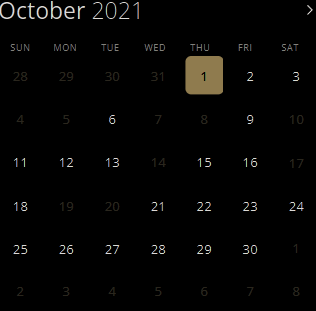 October 2021
SUN MON TUE WED THU FRI SAT
28 29 30 31 1 2 3
4 5 6 7 8 9 10
11 12 13 14 15 16 17
18 19 20 21 22 23 24
25 26 27 28 29 30 1
2 3 4 5 6 7 8